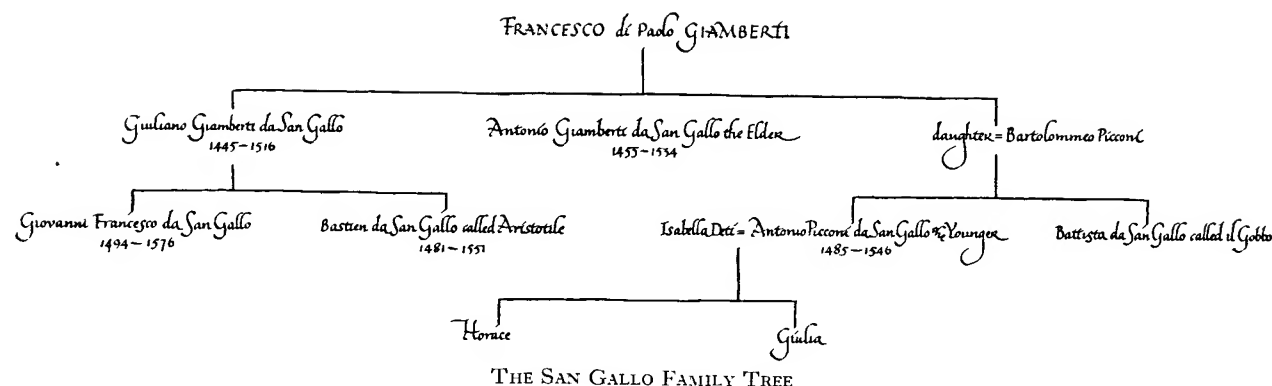 FRANCESCO di Paolo GIAMBERTI
Giuliano Giamberti da San Gallo
1445–1516
Antonio Giamberti da San Gallo the Elder
1455–1534
daughter = Bartolommeo Picconi
Giovanni Francesco da San Gallo
1494–1576
Bastien da San Gallo called Aristotile
1481–1551
Isabella Deti = Antonio Picconi da San Gallo the Younger
1485–1546
Battista da San Gallo called il Gobbo
Horace
Giulia
THE SAN GALLO FAMILY TREE